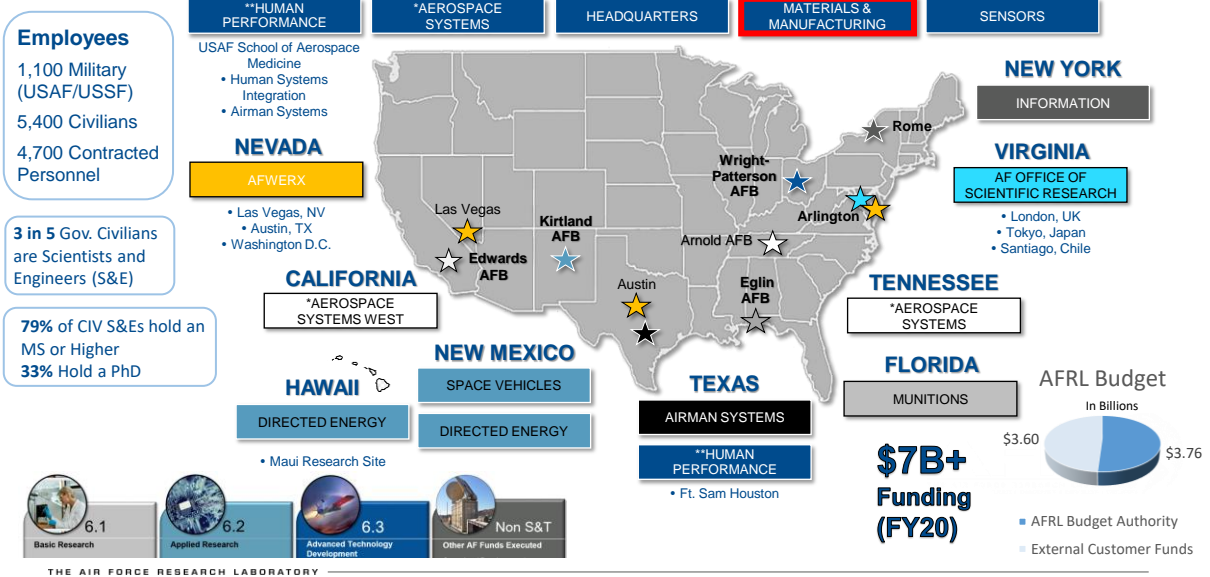 **HUMAN
PERFORMANCE
*AEROSPACE
SYSTEMS
HEADQUARTERS
MATERIALS &
MANUFACTURING
SENSORS
Employees
1,100 Military
(USAF/USSF)
5,400 Civilians
4,700 Contracted
Personnel
3 in 5 Gov. Civilians
are Scientists and
Engineers (S&E)
79% of CIV S&Es hold an
MS or Higher
33% Hold a PhD
USAF School of Aerospace
Medicine
• Human Systems
Integration
• Airman Systems
NEVADA
AFWERX
• Las Vegas, NV
• Austin, TX
• Washington D.C.
CALIFORNIA
*AEROSPACE
SYSTEMS WEST
HAWAII
DIRECTED ENERGY
• Maui Research Site
NEW MEXICO
SPACE VEHICLES
DIRECTED ENERGY
Las Vegas
Edwards
AFB
Kirtland
AFB
Austin
Eglin
AFB
Arnold AFB
Wright-
Patterson
AFB
Arlington
Rome
NEW YORK
INFORMATION
VIRGINIA
AF OFFICE OF
SCIENTIFIC RESEARCH
• London, UK
• Tokyo, Japan
• Santiago, Chile
TENNESSEE
*AEROSPACE
SYSTEMS
FLORIDA
MUNITIONS
TEXAS
AIRMAN SYSTEMS
**HUMAN
PERFORMANCE
• Ft. Sam Houston
$7B+
Funding
(FY20)
AFRL Budget
In Billions
$3.60
$3.76
AFRL Budget Authority
External Customer Funds
6.1
Basic Research
6.2
Applied Research
6.3
Advanced Technology
Development
Non S&T
Other AF Funds Executed
THE AIR FORCE RESEARCH LABORATORY